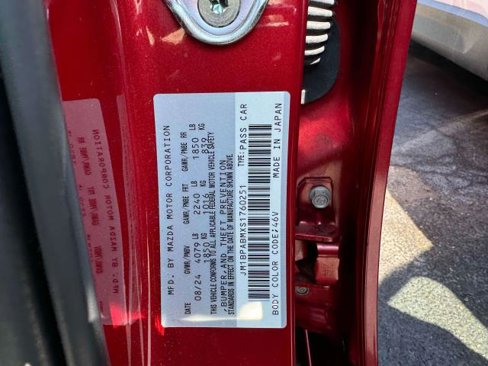 MFD. BY MAZDA MOTOR CORPORATION
DATE GVWR/PNBV GAWR/PNBE FRT GAWR/PNBE RR
08/24 4079 LB 2240 LB 1850 LB
1850 KG 1016 KG 839 KG
THIS VEHICLE CONFORMS TO ALL APPLICABLE FEDERAL MOTOR VEHICLE SAFETY
, BUMPER, AND THEFT PREVENTION
STANDARDS IN EFFECT ON THE DATE OF MANUFACTURE SHOWN ABOVE.
JM1BPABMXS1760251 TYPE: PASS CAR
BODY COLOR CODE: 46V MADE IN JAPAN